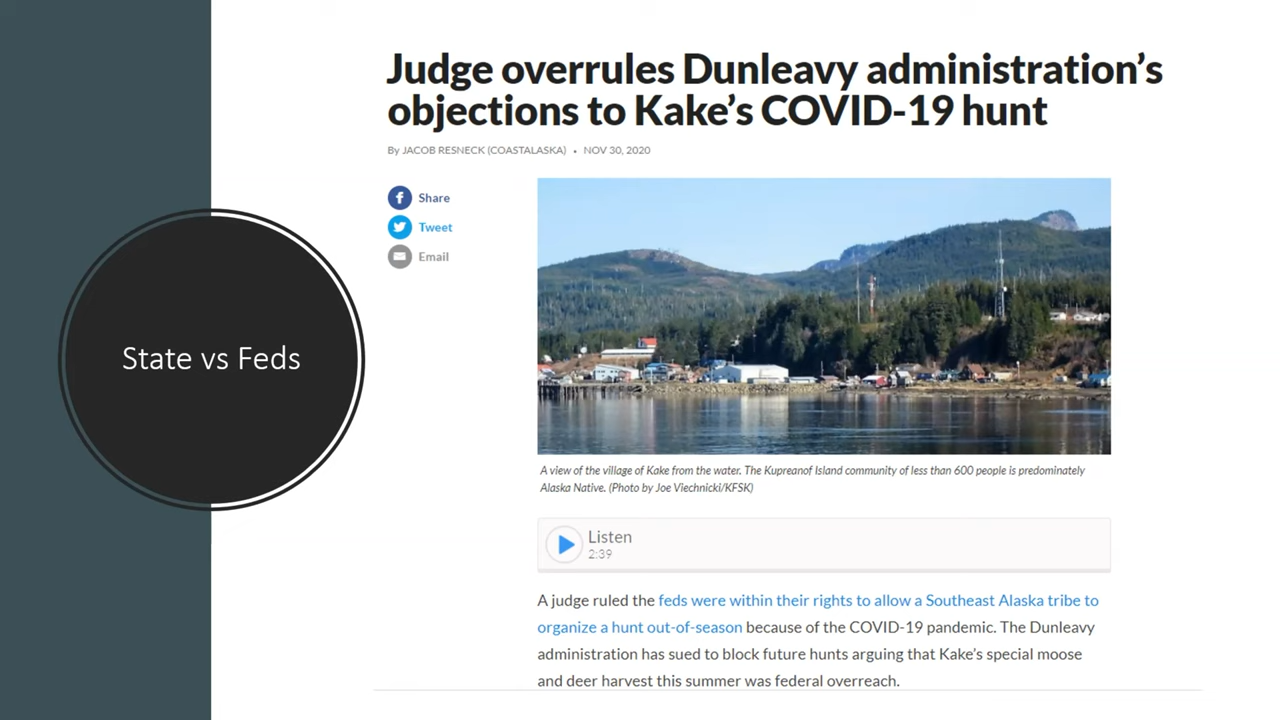 State vs Feds
Judge overrules Dunleavy administration's
objections to Kake's COVID-19 hunt
By JACOB RESNECK (COASTALASKA) • NOV 30, 2020
Share
Tweet
Email
A view of the village of Kake from the water. The Kupreanof Island community of less than 600 people is predominately
Alaska Native. (Photo by Joe Viechnicki/KFSK)
Listen
2:39
A judge ruled the feds were within their rights to allow a Southeast Alaska tribe to
organize a hunt out-of-season because of the COVID-19 pandemic. The Dunleavy
administration has sued to block future hunts arguing that Kake's special moose
and deer harvest this summer was federal overreach.